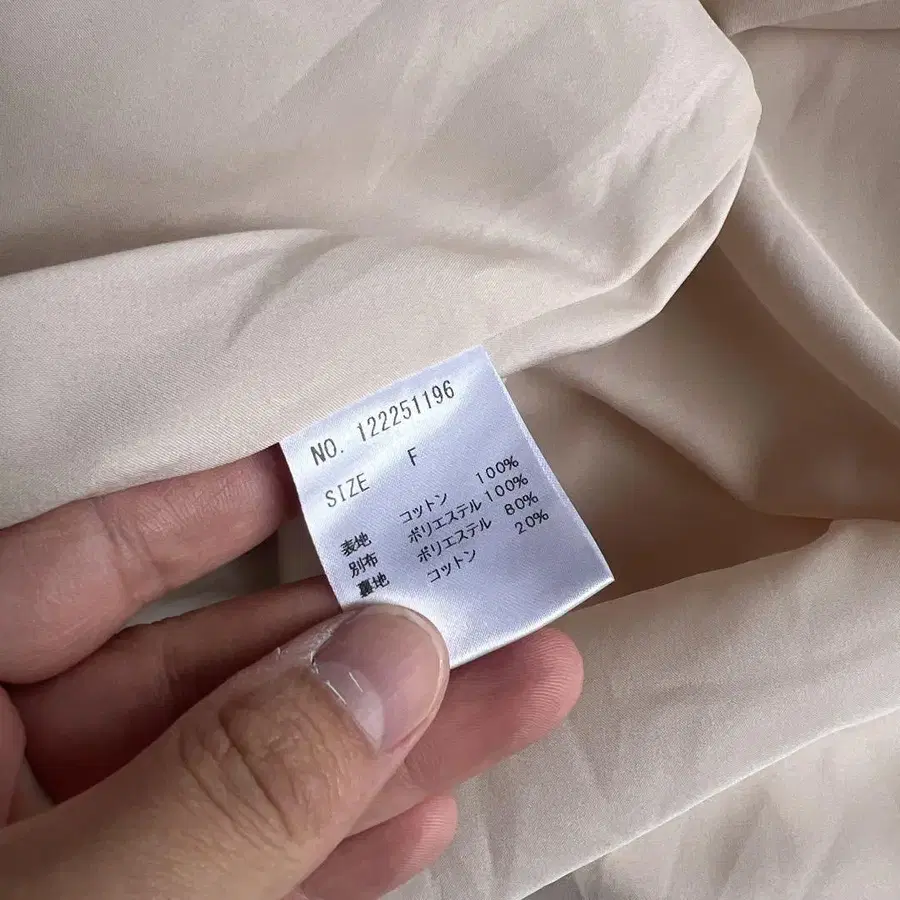 NO. 122251196
SIZE F
表地 コットン 100%
別布 ポリエステル 100%
裏地 ポリエステル 80%
コットン 20%